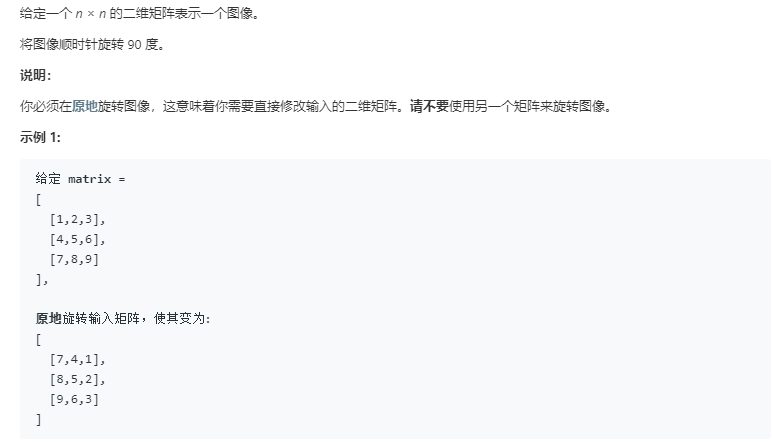 给定一个 n × n 的二维矩阵表示一个图像。
将图像顺时针旋转 90 度。
说明：
你必须在原地旋转图像，这意味着你需要直接修改输入的二维矩阵。请不要使用另一个矩阵来旋转图像。
示例 1:
给定 matrix =
[
[1,2,3],
[4,5,6],
[7,8,9]
],
原地旋转输入矩阵，使其变为:
[
[7,4,1],
[8,5,2],
[9,6,3]
]